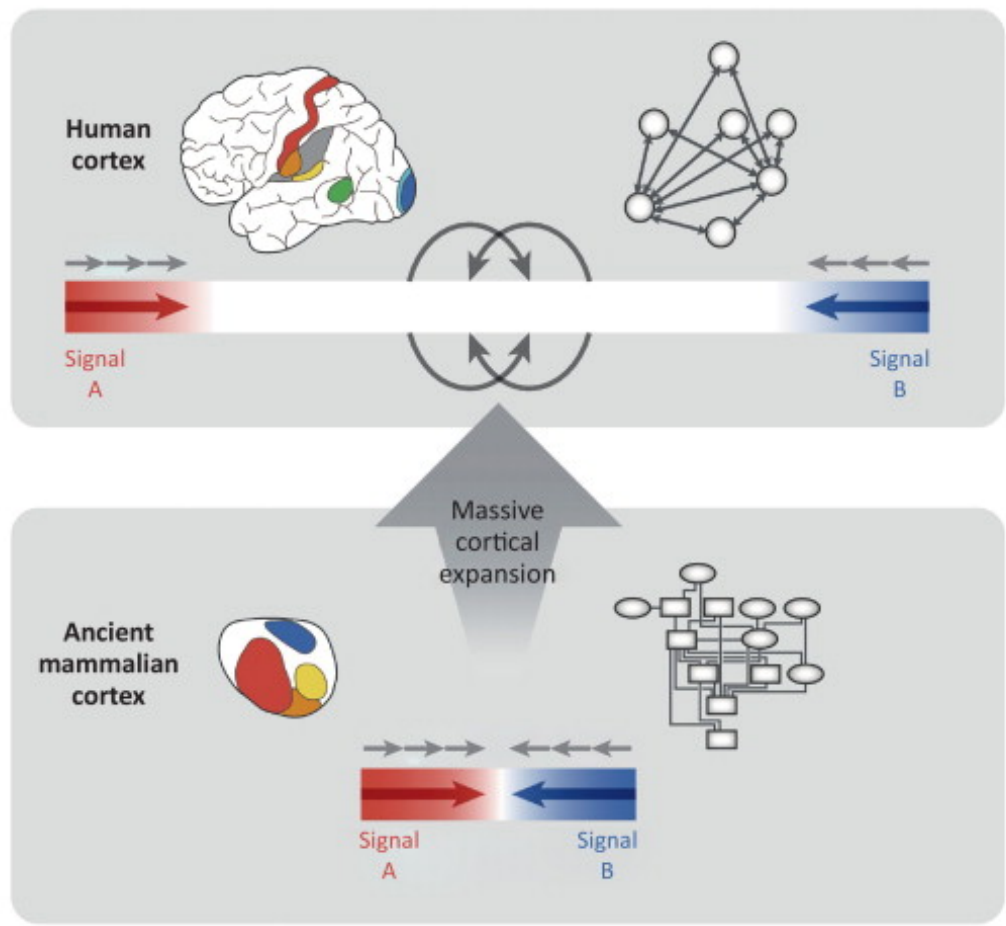 Human
cortex
Signal
A
Signal
B
Massive
cortical
expansion
Ancient
mammalian
cortex
Signal
A
Signal
B